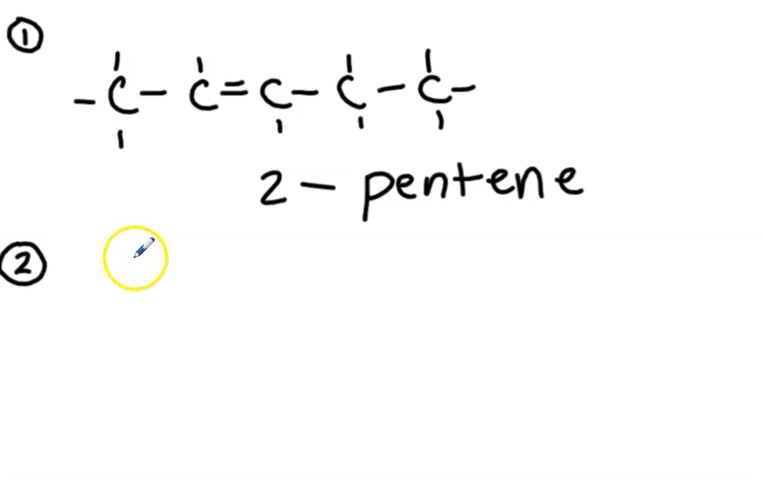 ①
- C - C = C - C - C -
2 - pentene
②